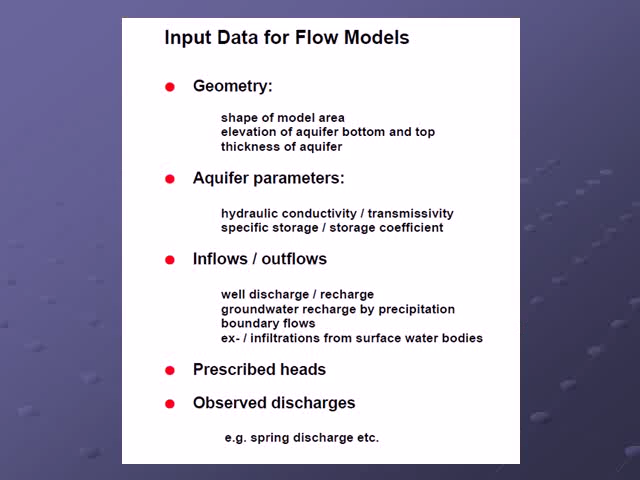 Input Data for Flow Models
Geometry:
shape of model area
elevation of aquifer bottom and top
thickness of aquifer
Aquifer parameters:
hydraulic conductivity / transmissivity
specific storage / storage coefficient
Inflows / outflows
well discharge / recharge
groundwater recharge by precipitation
boundary flows
ex- / infiltrations from surface water bodies
Prescribed heads
Observed discharges
e.g. spring discharge etc.